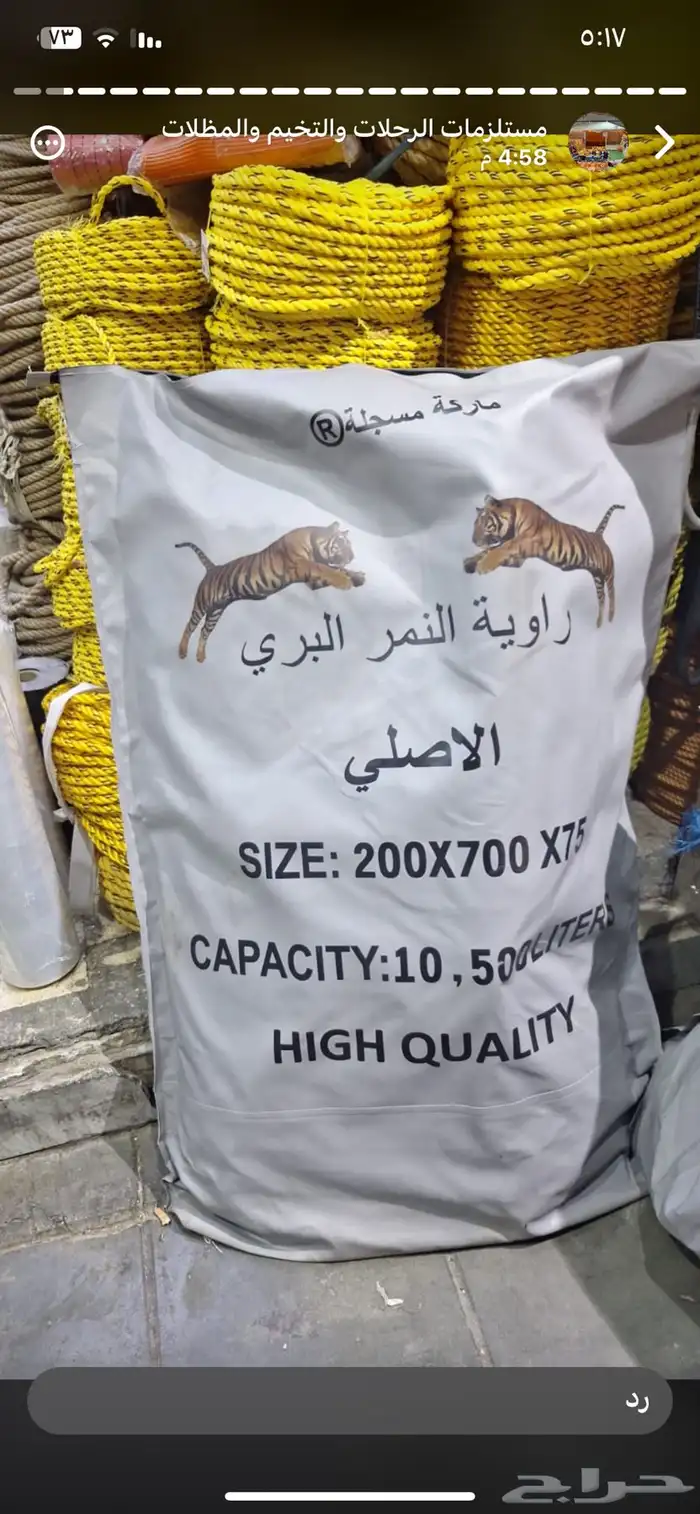 ٥:١٧
٧٣
مستلزمات الرحلات والتخيم والمظلات
4:58 م
ماركة مسجلة®
راوية النمر البري
الاصلي
SIZE: 200X700 X75
CAPACITY:10,500LITERS
HIGH QUALITY
رد
حراج